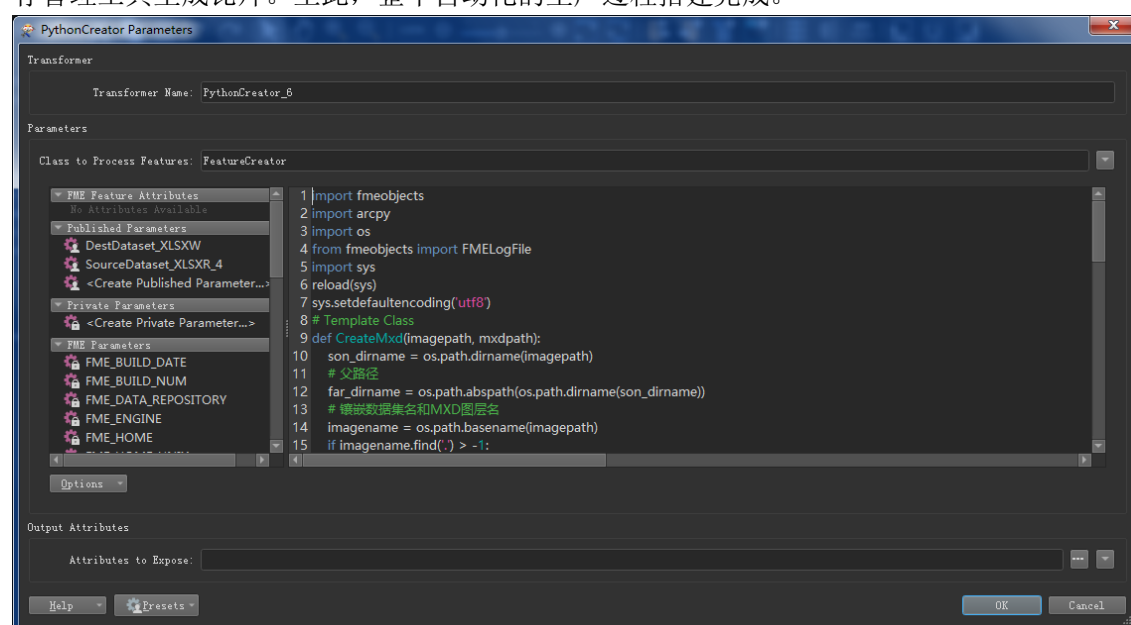 PythonCreator Parameters
Transformer
Transformer Name: PythonCreator_6
Parameters
Class to Process Features: FeatureCreator
FME Feature Attributes
No Attributes Available
Published Parameters
DestDataset_XLSXW
SourceDataset_XLSXR_4
<Create Published Parameter...>
Private Parameters
<Create Private Parameter...>
FME Parameters
FME_BUILD_DATE
FME_BUILD_NUM
FME_DATA_REPOSITORY
FME_ENGINE
FME_HOME
1 import fmeobjects
2 import arcpy
3 import os
4 from fmeobjects import FMELogFile
5 import sys
6 reload(sys)
7 sys.setdefaultencoding('utf8')
8 # Template Class
9 def CreateMxd(imagepath, mxdpath):
10 son_dirname = os.path.dirname(imagepath)
11 # 父路径
12 far_dirname = os.path.abspath(os.path.dirname(son_dirname))
13 # 镶嵌数据集名和MXD图层名
14 imagename = os.path.basename(imagepath)
15 if imagename.find('.') > -1:
Options
Output Attributes
Attributes to Expose:
Help
Presets
OK
Cancel